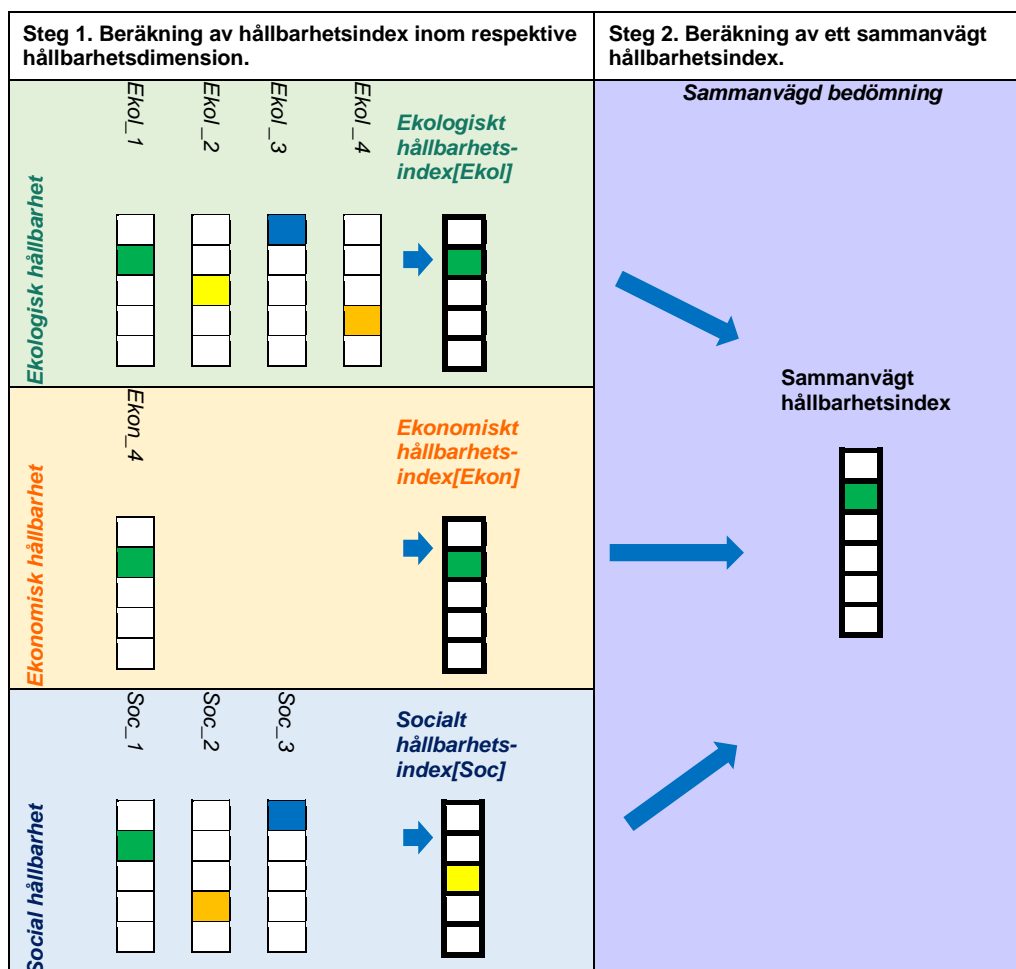 Steg 1. Beräkning av hållbarhetsindex inom respektive
hållbarhetsdimension.
Steg 2. Beräkning av ett sammanvägt
hållbarhetsindex.
Ekologisk hållbarhet
Ekol_1
Ekol_2
Ekol_3
Ekol_4
Ekologiskt
hållbarhets-
index[Ekol]
Sammanvägd bedömning
Sammanvägt
hållbarhetsindex
Ekonomisk hållbarhet
Ekon_4
Ekonomiskt
hållbarhets-
index[Ekon]
Social hållbarhet
Soc_1
Soc_2
Soc_3
Socialt
hållbarhets-
index[Soc]